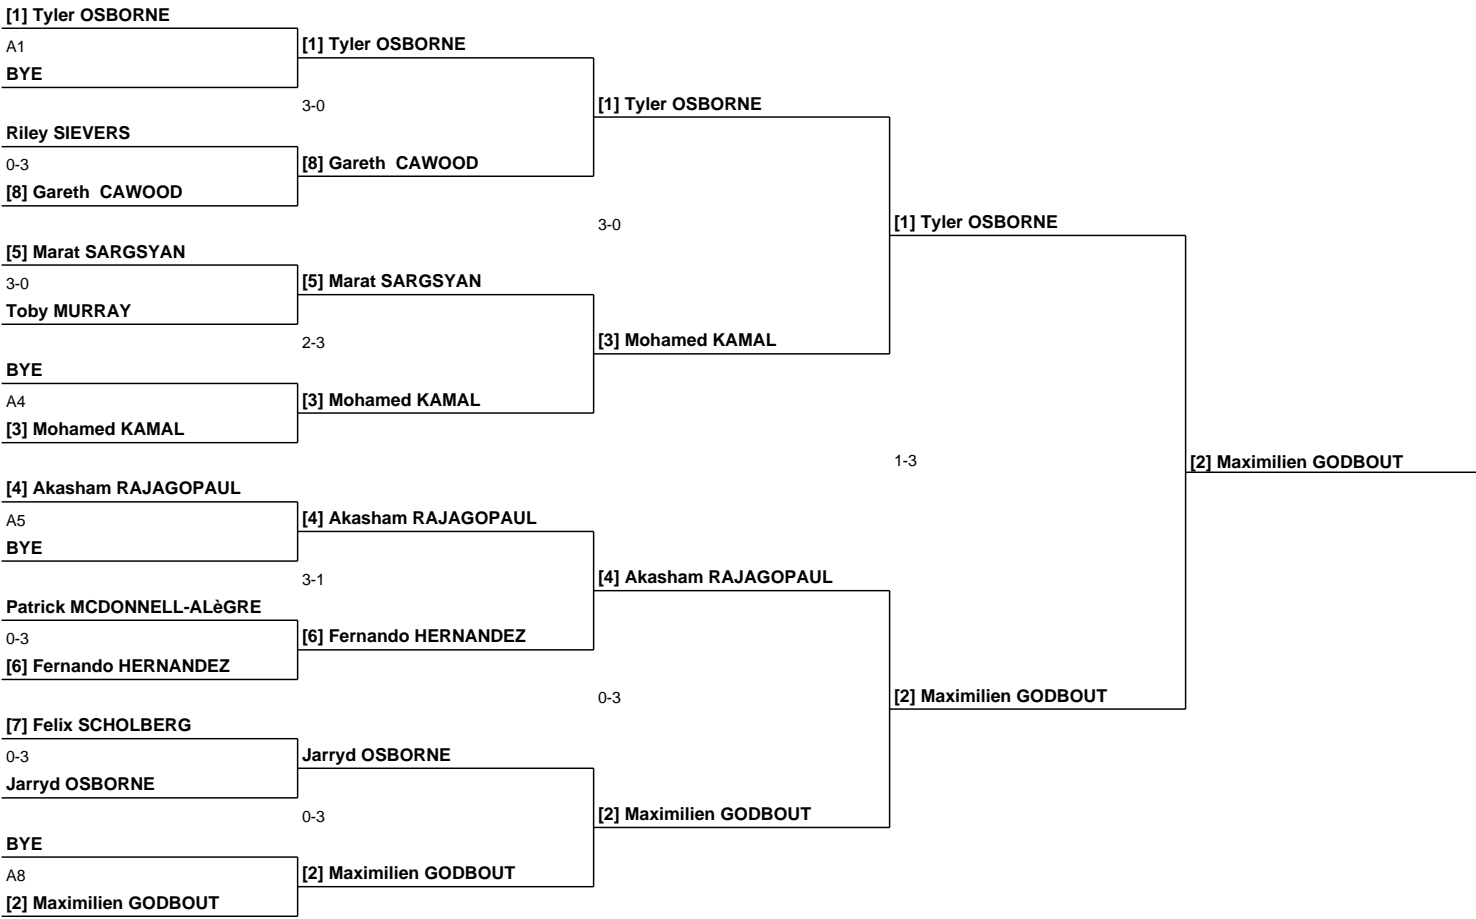 [1] Tyler OSBORNE
A1
BYE
Riley SIEVERS
0-3
[8] Gareth  CAWOOD
[5] Marat SARGSYAN
3-0
Toby MURRAY
BYE
A4
[3] Mohamed KAMAL
[4] Akasham RAJAGOPAUL
A5
BYE
Patrick MCDONNELL-ALèGRE
0-3
[6] Fernando HERNANDEZ
[7] Felix SCHOLBERG
0-3
Jarryd OSBORNE
BYE
A8
[2] Maximilien GODBOUT
[1] Tyler OSBORNE
3-0
[8] Gareth  CAWOOD
[5] Marat SARGSYAN
2-3
[3] Mohamed KAMAL
[4] Akasham RAJAGOPAUL
3-1
[6] Fernando HERNANDEZ
Jarryd OSBORNE
0-3
[2] Maximilien GODBOUT
[1] Tyler OSBORNE
3-0
[3] Mohamed KAMAL
[4] Akasham RAJAGOPAUL
0-3
[2] Maximilien GODBOUT
[1] Tyler OSBORNE
1-3
[2] Maximilien GODBOUT
[2] Maximilien GODBOUT